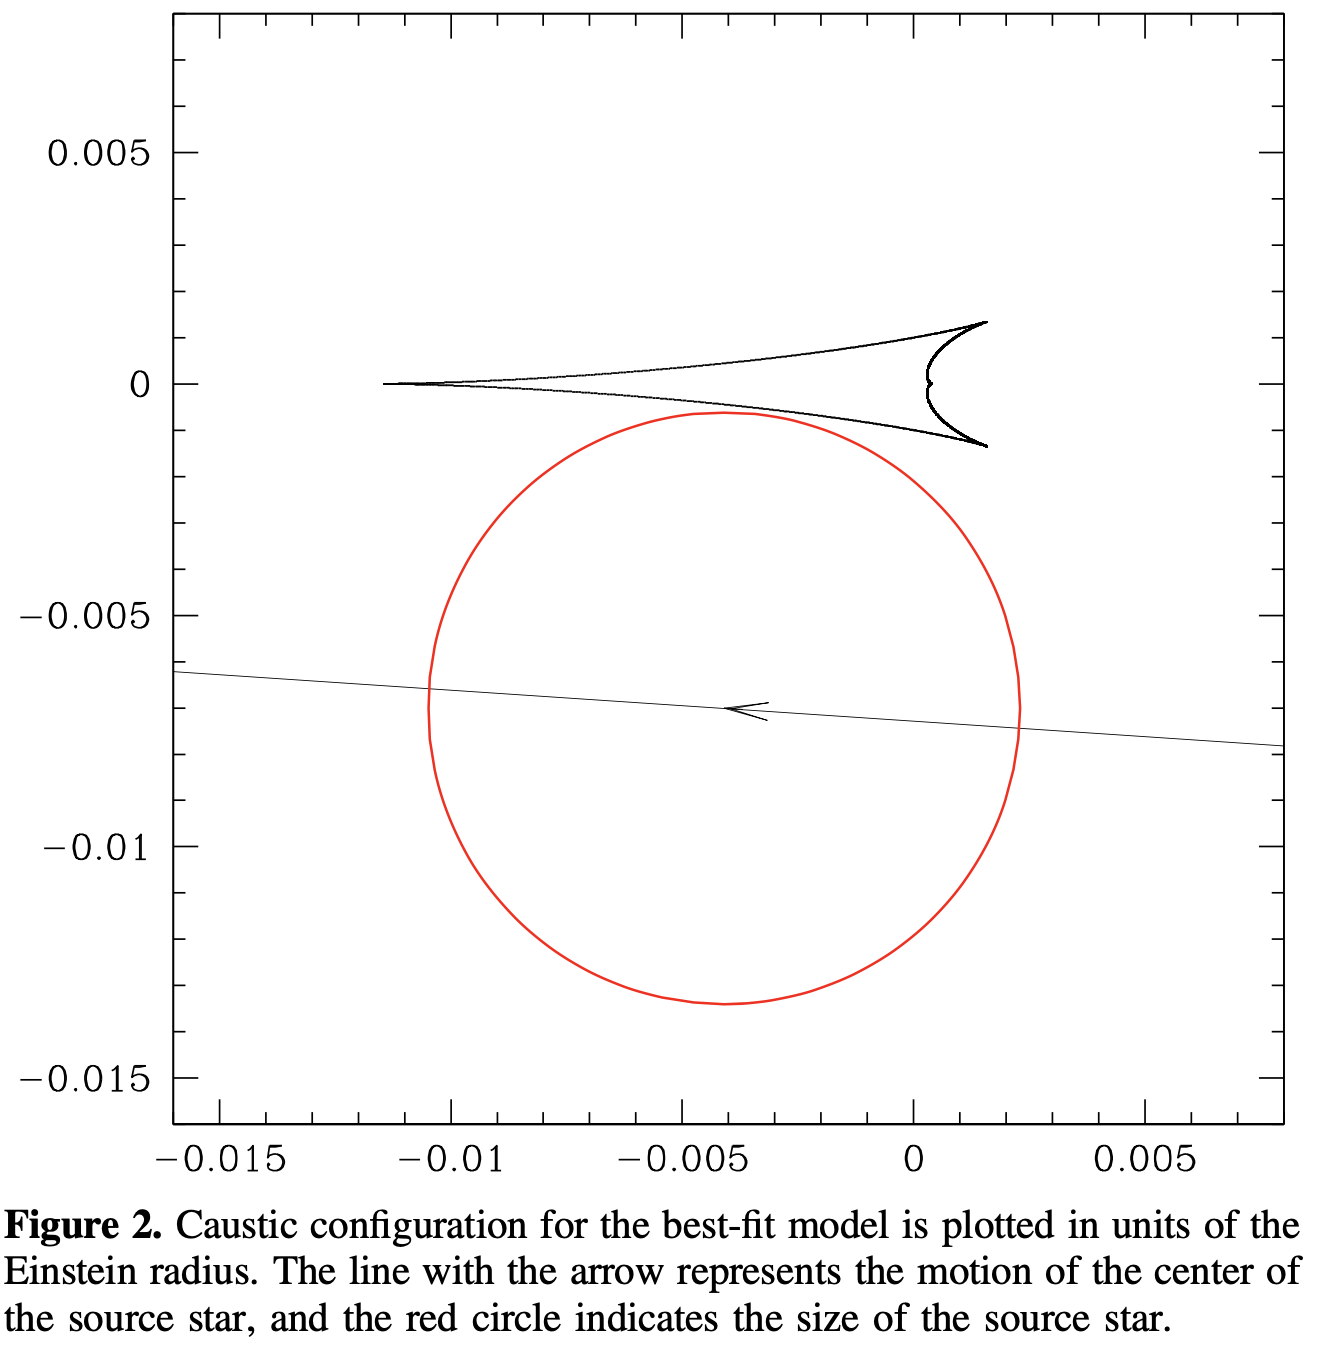 0.005
0
−0.005
−0.01
−0.015
−0.015 −0.01 −0.005 0 0.005
Figure 2. Caustic configuration for the best-fit model is plotted in units of the
Einstein radius. The line with the arrow represents the motion of the center of
the source star, and the red circle indicates the size of the source star.